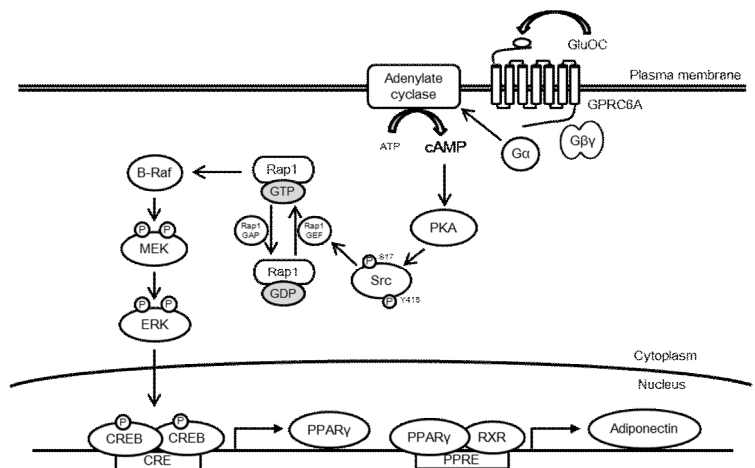 GluOC
Plasma membrane
Adenylate
cyclase
GPRC6A
ATP
cAMP
Gα
Gβγ
B-Raf
Rap1
GTP
P P
MEK
Rap1
GAP
Rap1
GEF
PKA
P S17
Src
P Y416
Rap1
GDP
P P
ERK
Cytoplasm
Nucleus
P
CREB
P
CREB
CRE
PPARγ
PPARγ
RXR
PPRE
Adiponectin